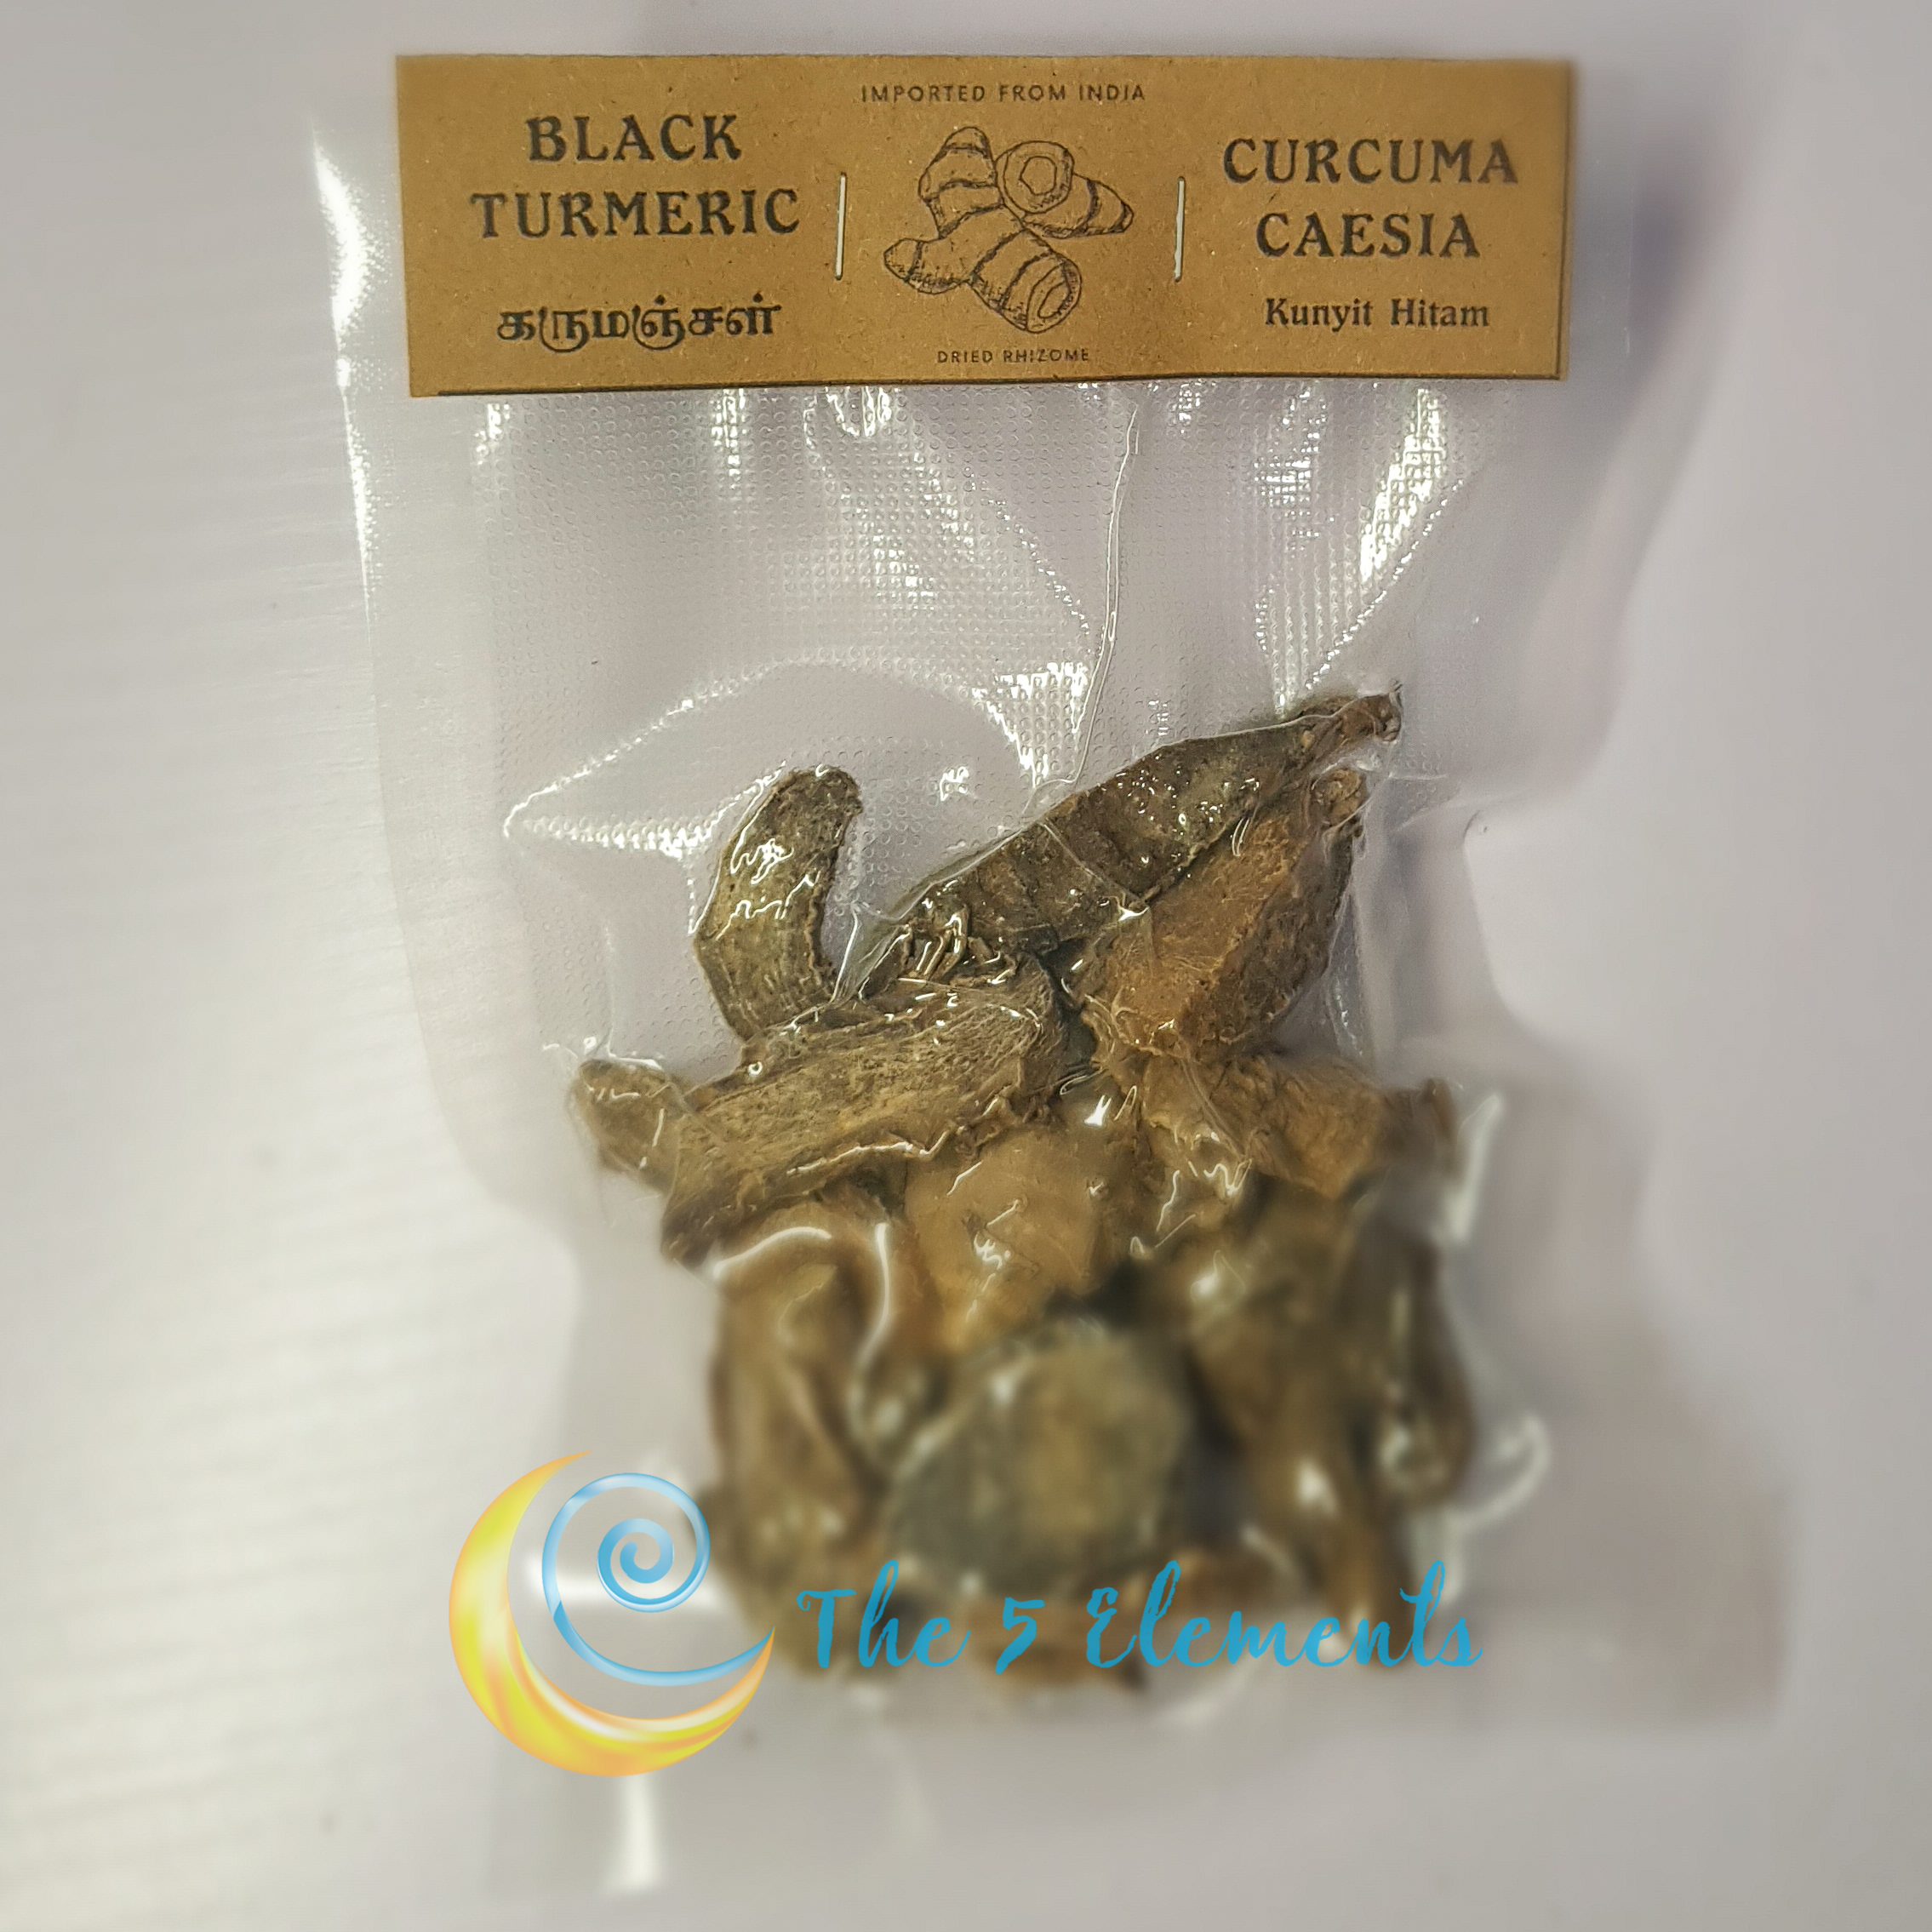 IMPORTED FROM INDIA
BLACK
TURMERIC
கருமஞ்சள்
DRIED RHIZOME
CURCUMA
CAESIA
Kunyit Hitam
The 5 Elements